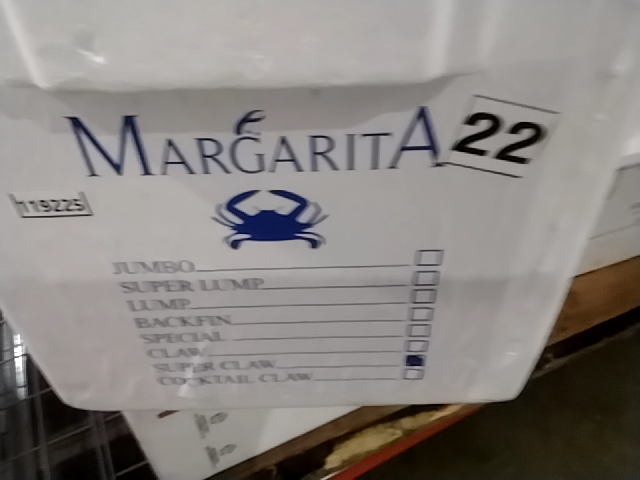 MARGARITA
22
119225
JUMBO
SUPER LUMP
LUMP
BACKFIN
SPECIAL
CLAW
SUPER CLAW
COCKTAIL CLAW